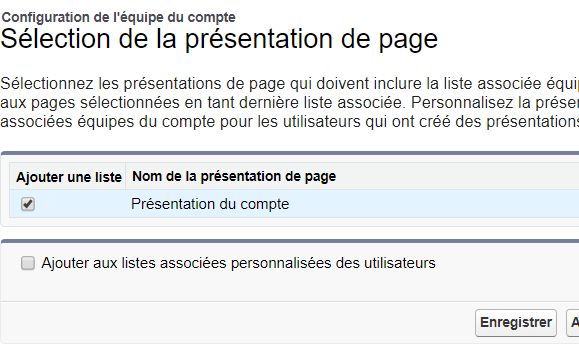 Configuration de l'équipe du compte
Sélection de la présentation de page
Sélectionnez les présentations de page qui doivent inclure la liste associée
aux pages sélectionnées en tant dernière liste associée. Personnalisez la
associées équipes du compte pour les utilisateurs qui ont créé des
Ajouter une liste Nom de la présentation de page
Présentation du compte
Ajouter aux listes associées personnalisées des utilisateurs
Enregistrer